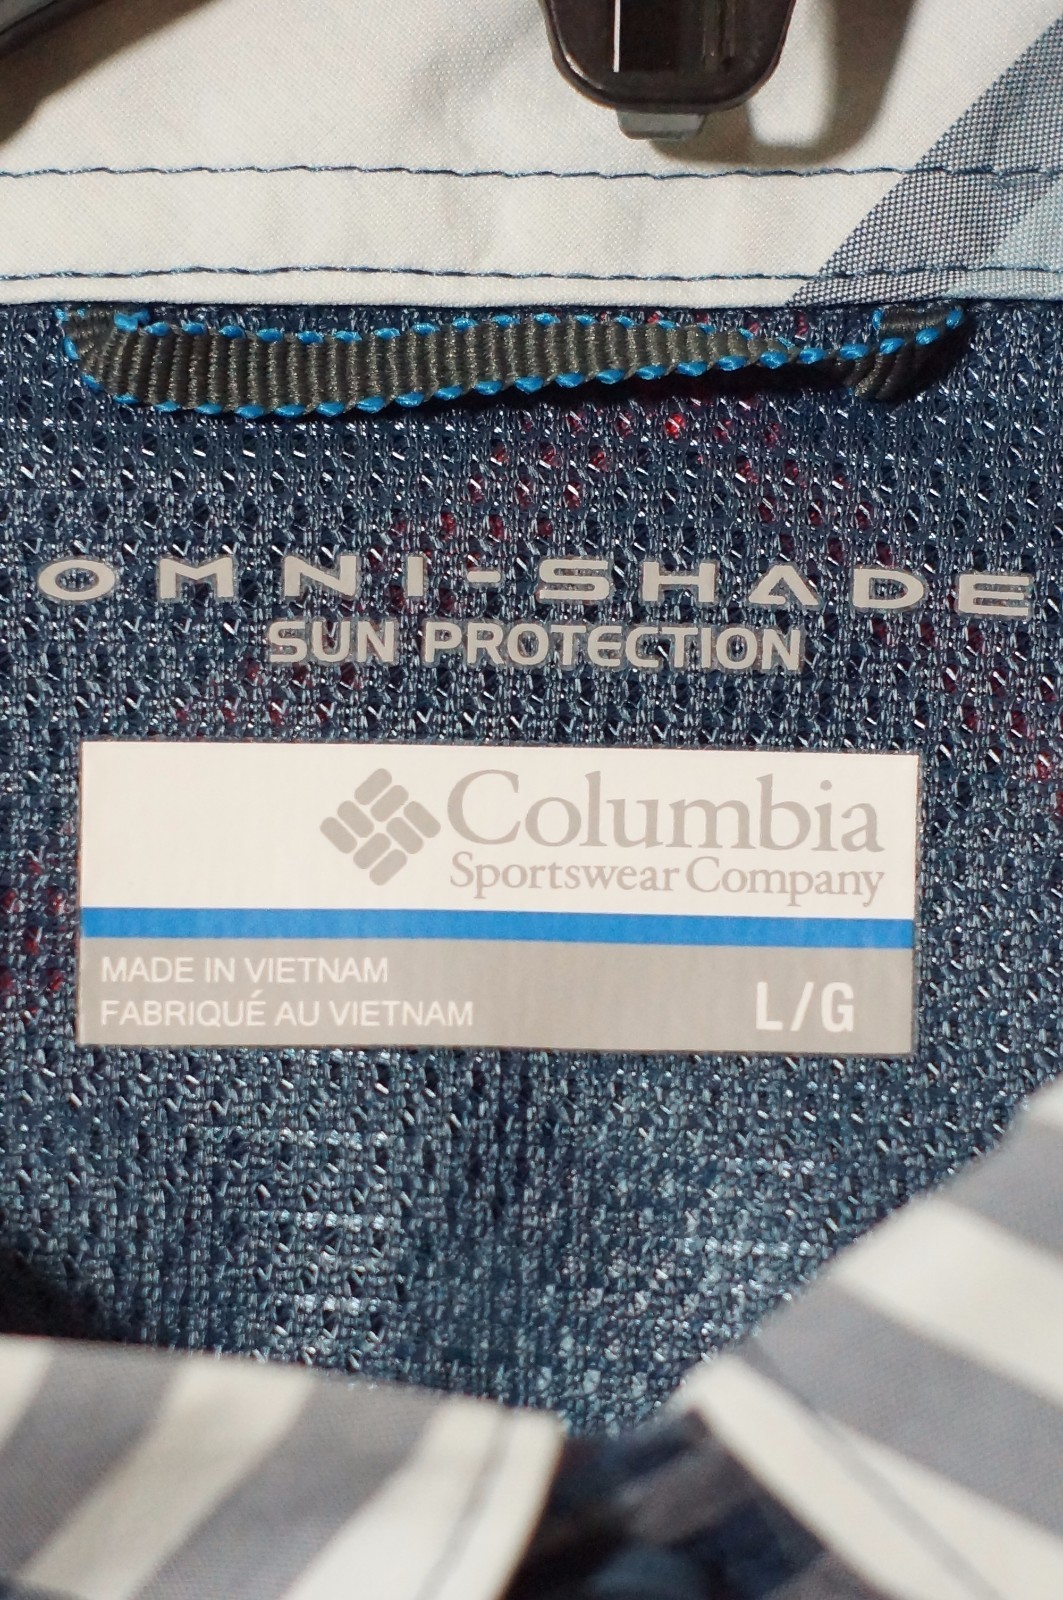 OMNI-SHADE
SUN PROTECTION
Columbia
Sportswear Company
MADE IN VIETNAM
FABRIQUÉ AU VIETNAM
L/G